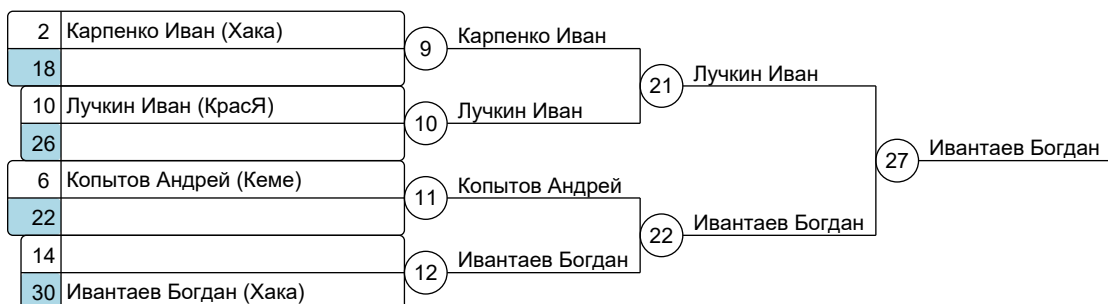 2 Карпенко Иван (Хака)
18
10 Лучкин Иван (КрасЯ)
26
6 Копытов Андрей (Кеме)
22
14
30 Ивантаев Богдан (Хака)
9 Карпенко Иван
10 Лучкин Иван
11 Копытов Андрей
12 Ивантаев Богдан
21 Лучкин Иван
22 Ивантаев Богдан
27 Ивантаев Богдан